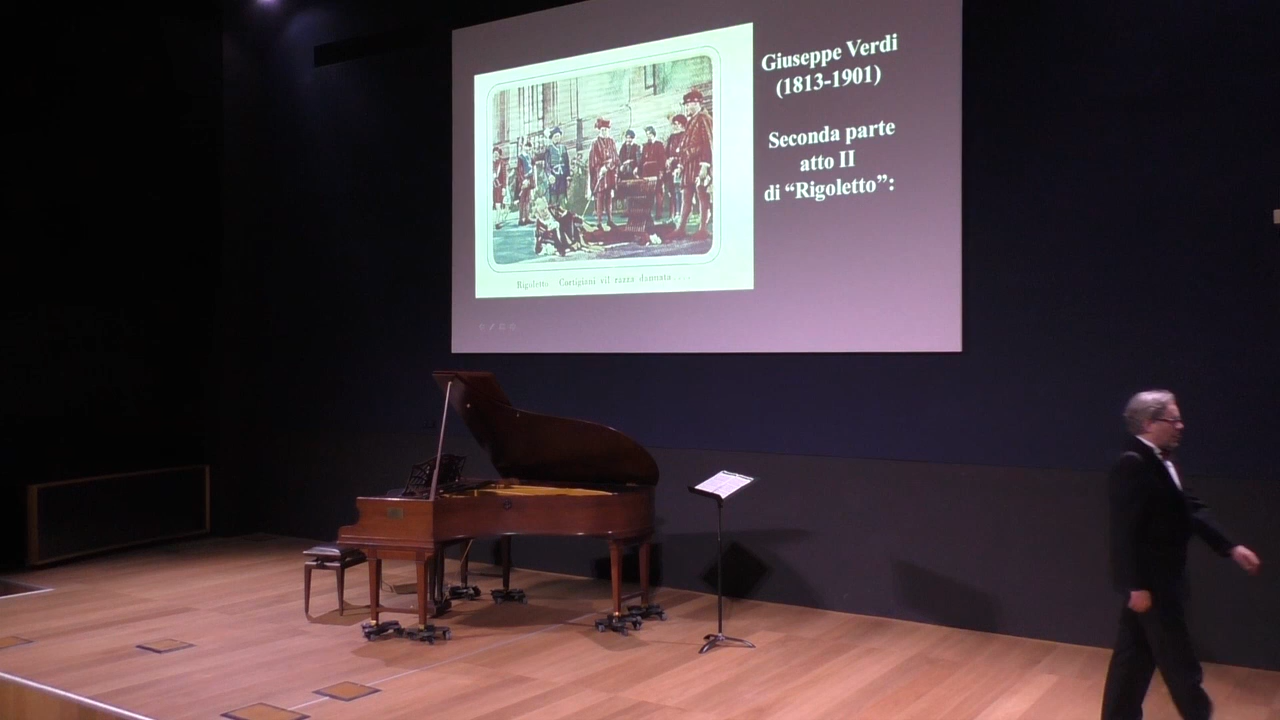 Giuseppe Verdi
(1813-1901)
Seconda parte
atto II
di “Rigoletto”:
Rigoletto Cortigiani vil razza dannata....